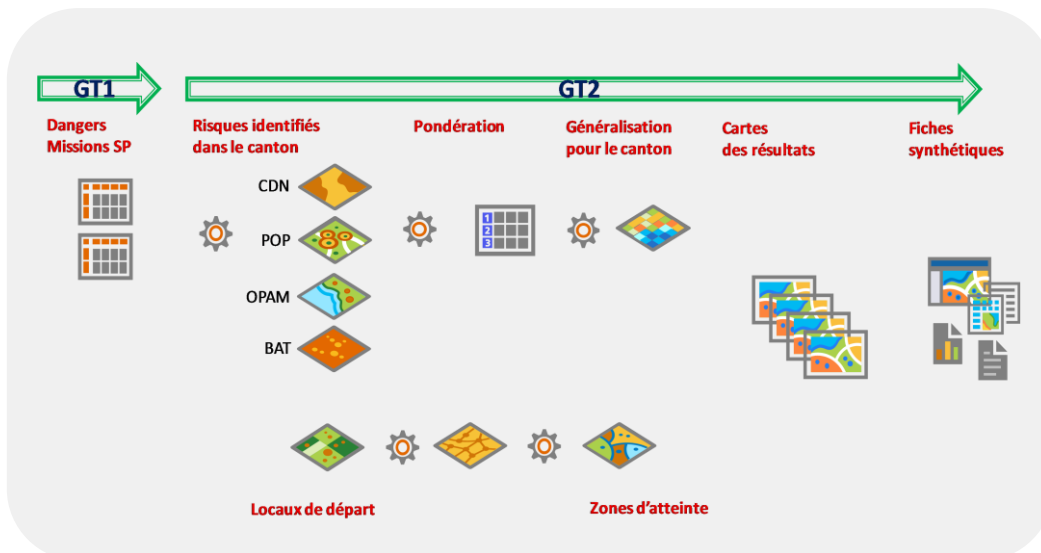 GT1
GT2
Dangers
Missions SP
Risques identifiés
dans le canton
Pondération
Généralisation
pour le canton
Cartes
des résultats
Fiches
synthétiques
CDN
POP
OPAM
BAT
1
2
3
Locaux de départ
Zones d'atteinte